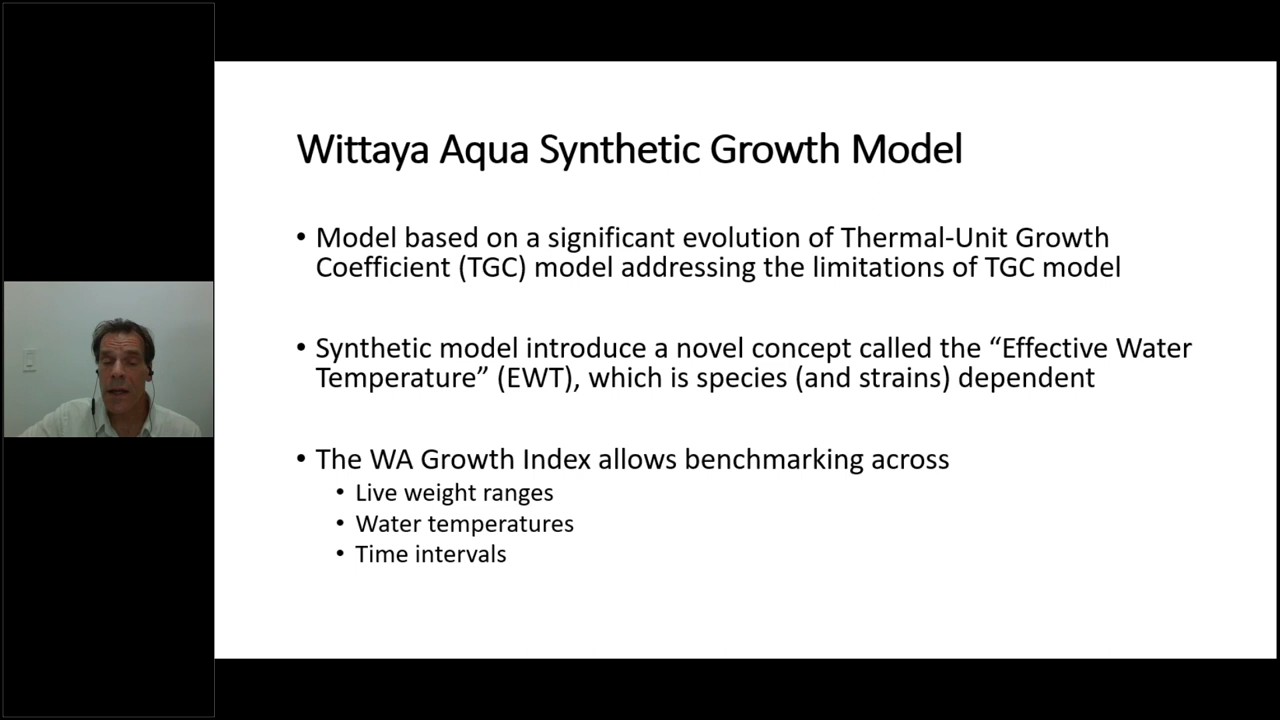 Wittaya Aqua Synthetic Growth Model
• Model based on a significant evolution of Thermal-Unit Growth
Coefficient (TGC) model addressing the limitations of TGC model
• Synthetic model introduce a novel concept called the “Effective Water
Temperature” (EWT), which is species (and strains) dependent
• The WA Growth Index allows benchmarking across
• Live weight ranges
• Water temperatures
• Time intervals